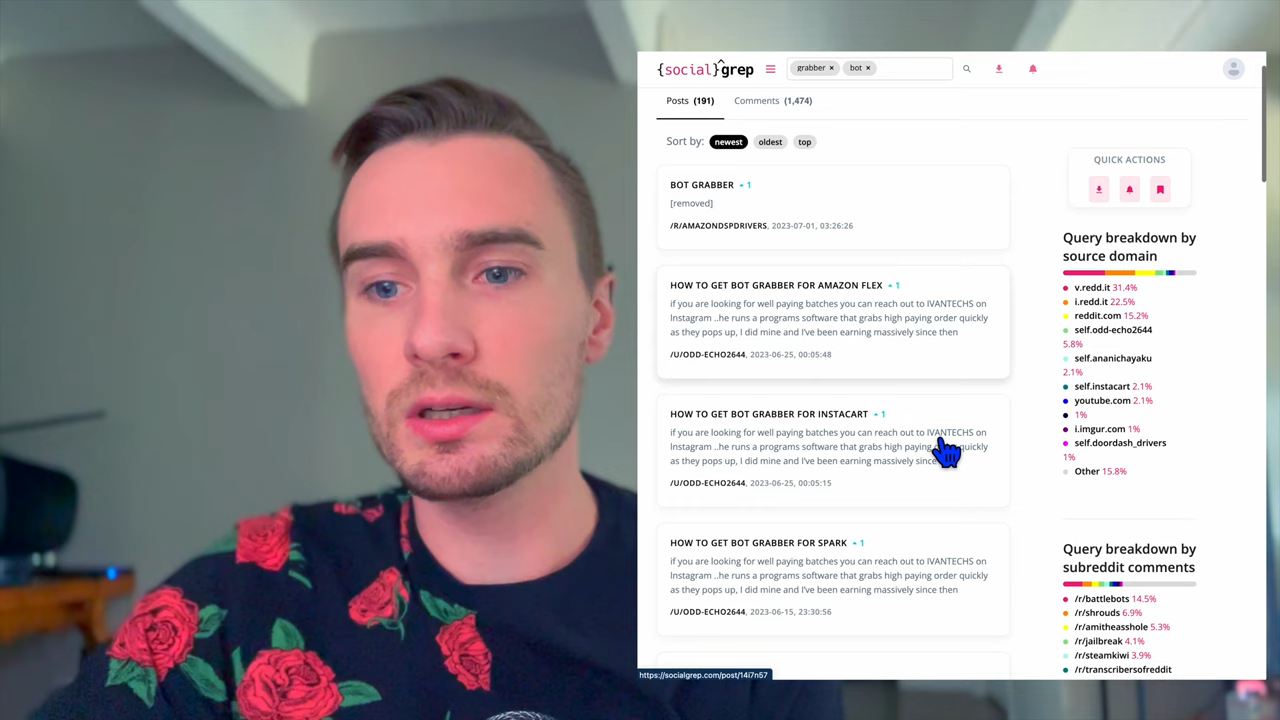 {social}grep
grabber × bot ×
Posts (191) Comments (1,474)
Sort by: newest oldest top
BOT GRABBER 1
[removed]
/R/AMAZONDSPDRIVERS, 2023-07-01, 03:26:26
HOW TO GET BOT GRABBER FOR AMAZON FLEX 1
if you are looking for well paying batches you can reach out to IVANTECHS on
Instagram ..he runs a programs software that grabs high paying order quickly
as they pops up, I did mine and I've been earning massively since then
/U/ODD-ECHO2644, 2023-06-25, 00:05:48
HOW TO GET BOT GRABBER FOR INSTACART 1
if you are looking for well paying batches you can reach out to IVANTECHS on
Instagram ..he runs a programs software that grabs high paying quickly
as they pops up, I did mine and I've been earning massively since
/U/ODD-ECHO2644, 2023-06-25, 00:05:15
HOW TO GET BOT GRABBER FOR SPARK 1
if you are looking for well paying batches you can reach out to IVANTECHS on
Instagram ..he runs a programs software that grabs high paying order quickly
as they pops up, I did mine and I've been earning massively since then
/U/ODD-ECHO2644, 2023-06-15, 23:30:56
https://socialgrep.com/post/14i7n57
QUICK ACTIONS
Query breakdown by
source domain
v.redd.it 31.4%
i.redd.it 22.5%
reddit.com 15.2%
self.odd-echo2644
5.8%
self.ananichayaku
2.1%
self.instacart 2.1%
youtube.com 2.1%
1%
i.imgur.com 1%
self.doordash_drivers
1%
Other 15.8%
Query breakdown by
subreddit comments
/r/battlebots 14.5%
/r/shrouds 6.9%
/r/amitheasshole 5.3%
/r/jailbreak 4.1%
/r/steamkiwi 3.9%
/r/transcribersofreddit